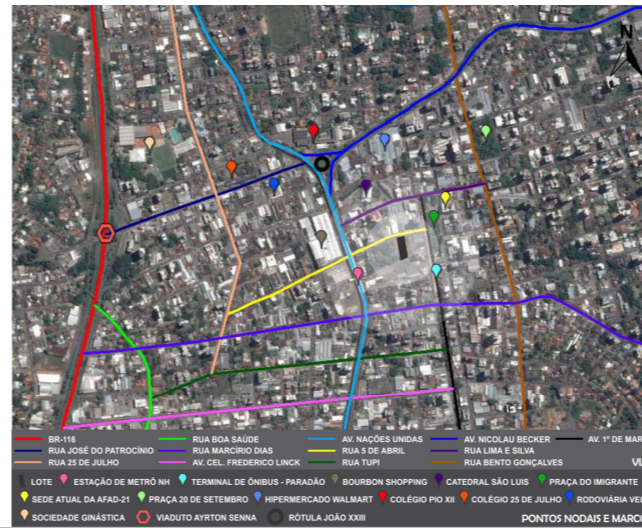 N
BR-116 RUA BOA SAÚDE AV. NAÇÕES UNIDAS AV. NICOLAU BECKER AV. 1º DE MAR
RUA JOSÉ DO PATROCÍNIO RUA MARCÍRIO DIAS RUA 5 DE ABRIL RUA LIMA E SILVA
RUA 25 DE JULHO AV. CEL. FREDERICO LINCK RUA TUPI RUA BENTO GONÇALVES
LOTE ESTAÇÃO DE METRÔ NH TERMINAL DE ÔNIBUS - PARADÃO BOURBON SHOPPING CATEDRAL SÃO LUIS PRAÇA DO IMIGRANTE
SEDE ATUAL DA AFAD-21 PRAÇA 20 DE SETEMBRO HIPERMERCADO WALMART COLÉGIO PIO XII COLÉGIO 25 DE JULHO RODOVIÁRIA VE
SOCIEDADE GINÁSTICA VIADUTO AYRTON SENNA RÓTULA JOÃO XXIII PONTOS NODAIS E MARCO